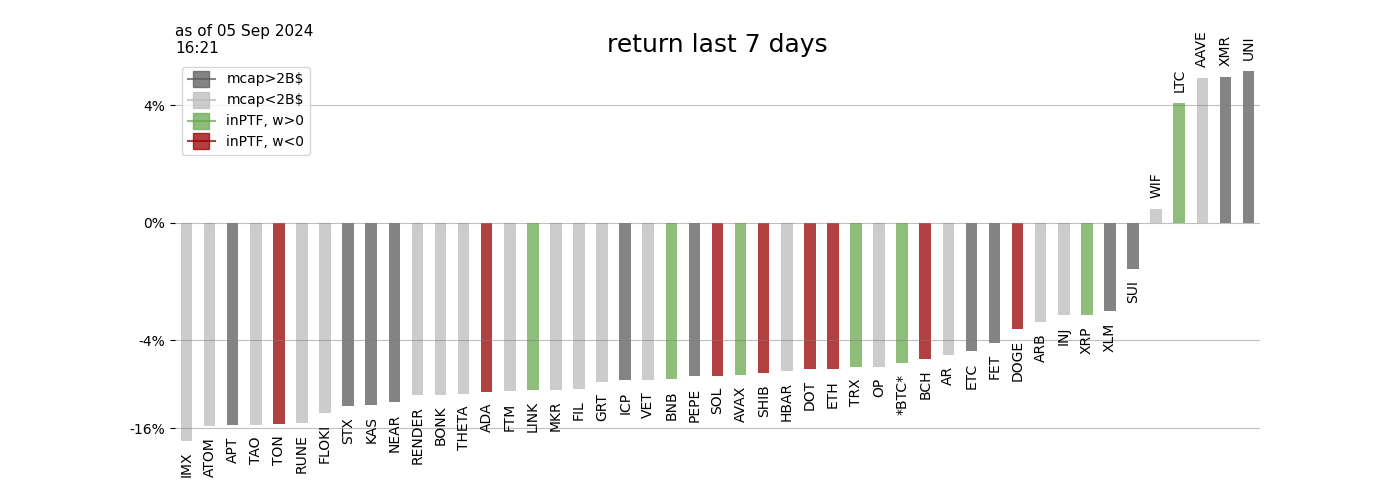 as of 05 Sep 2024
16:21
return last 7 days
mcap>2B$
mcap<2B$
inPTF, w>0
inPTF, w<0
4%
0%
-4%
-16%
IMX
ATOM
APT
TAO
TON
RUNE
FLOKI
STX
KAS
NEAR
RENDER
BONK
THETA
ADA
FTM
LINK
MKR
FIL
GRT
ICP
VET
BNB
PEPE
SOL
AVAX
SHIB
HBAR
DOT
ETH
TRX
OP
*BTC*
BCH
AR
ETC
FET
DOGE
ARB
INJ
XRP
XLM
SUI
WIF
LTC
AAVE
XMR
UNI